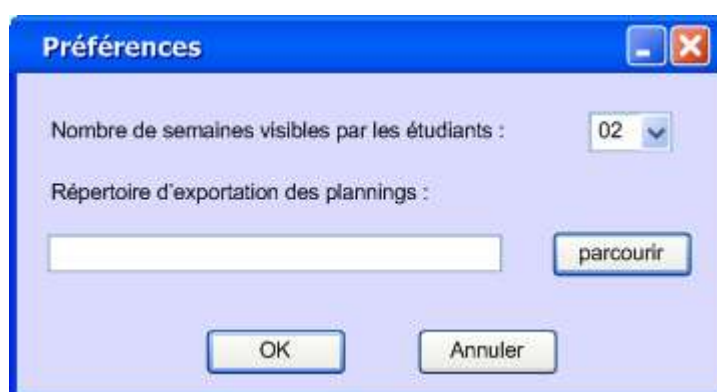 Préférences
Nombre de semaines visibles par les étudiants : 02
Répertoire d'exportation des plannings :
parcourir
OK Annuler